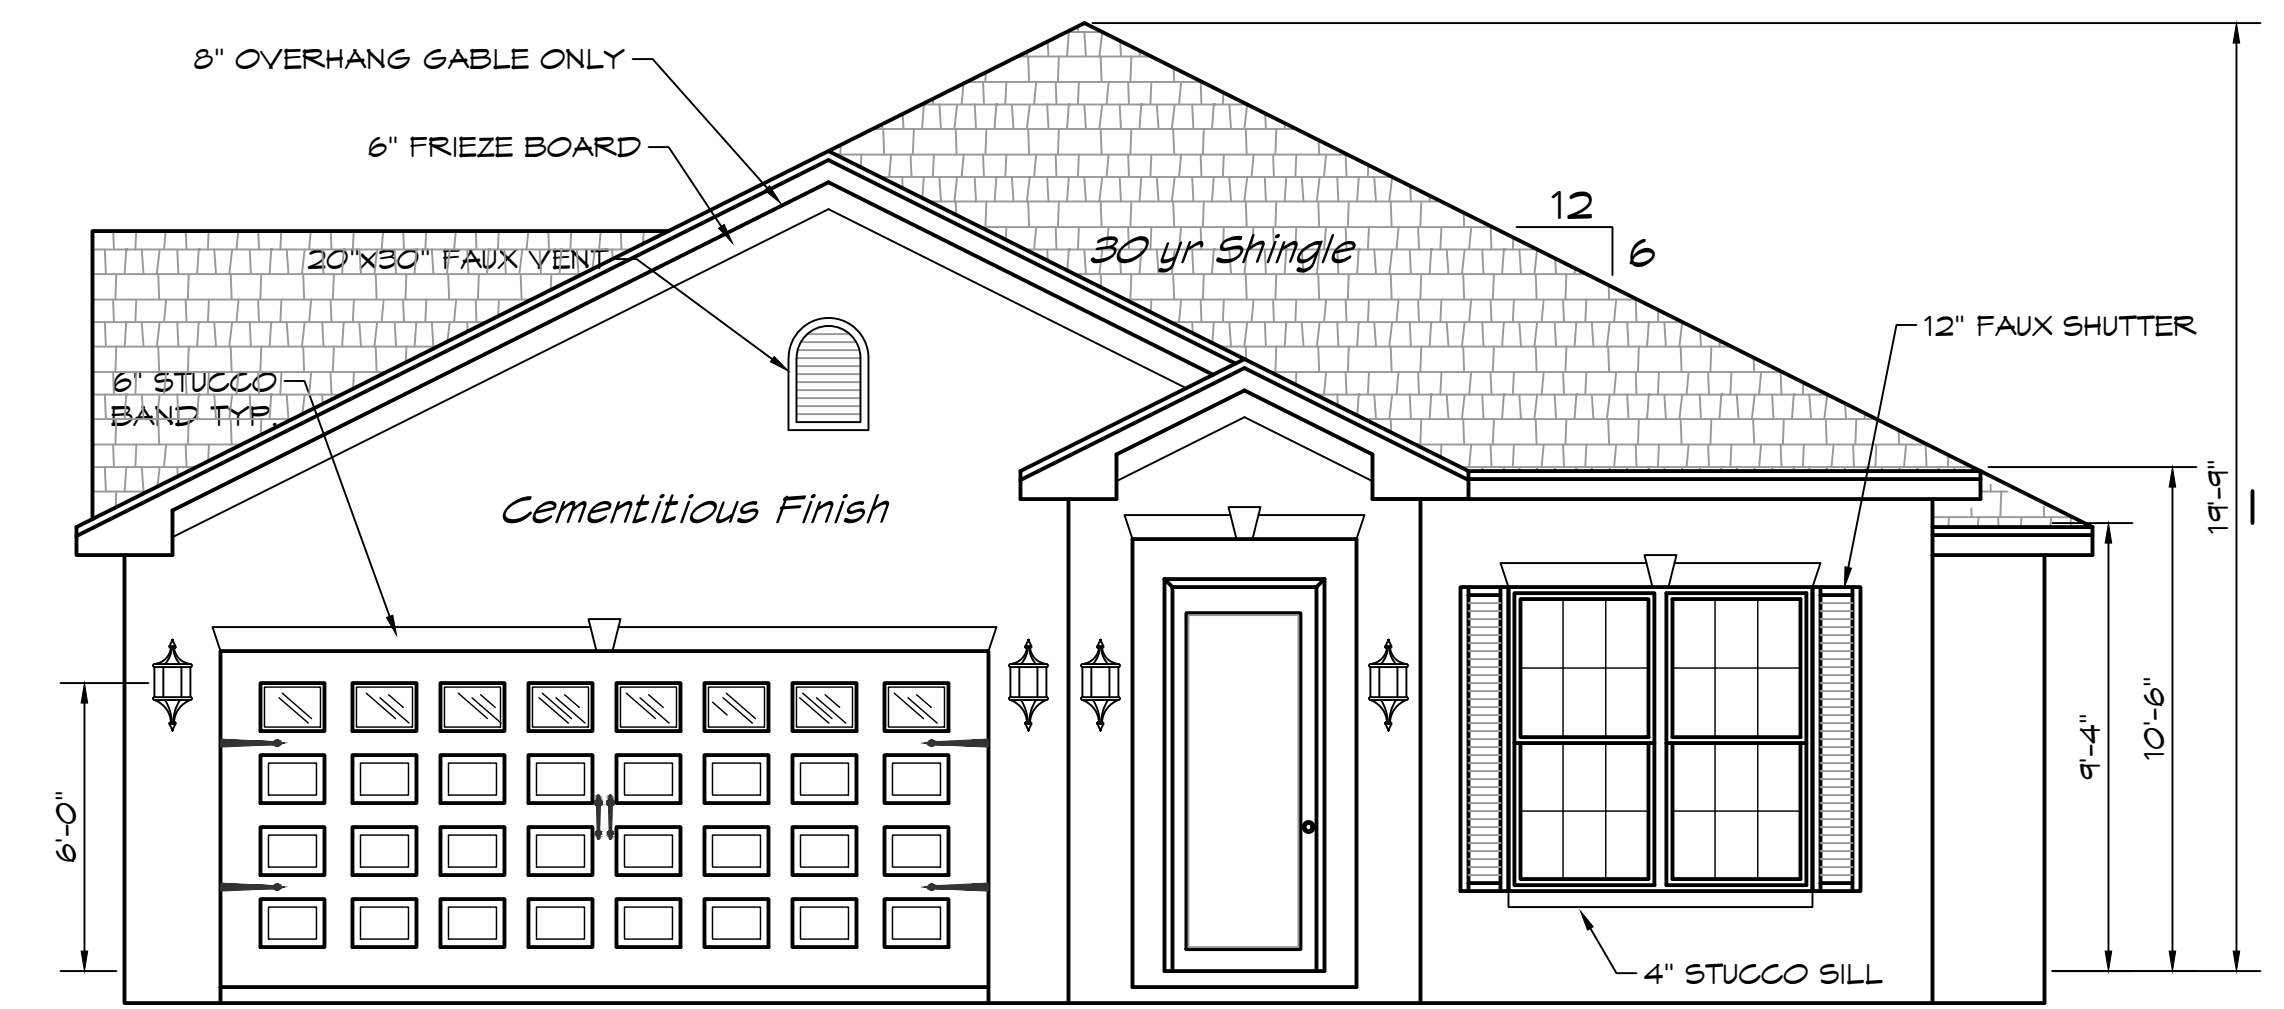 8" OVERHANG GABLE ONLY
6" FRIEZE BOARD
12
6
30 yr Shingle
20"x30" FAUX VENT
12" FAUX SHUTTER
6" STUCCO
BAND TYP.
Cementitious Finish
19'-9"
10'-6"
9'-4"
6'-0"
4" STUCCO SILL